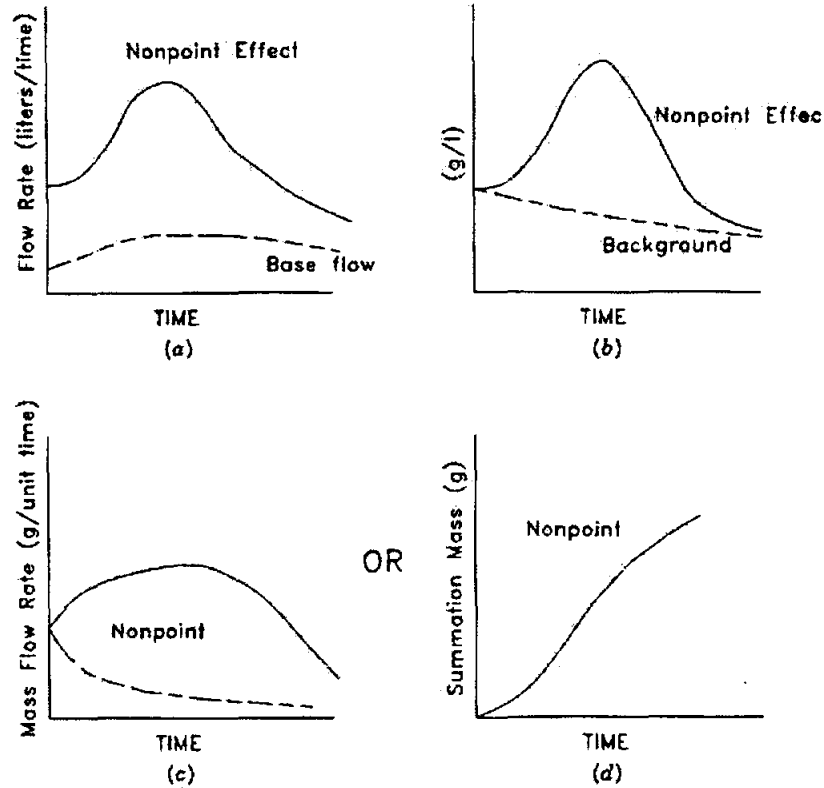 Flow Rate (liters/time)
Nonpoint Effect
Base flow
TIME
(a)
(g/l)
Nonpoint Effec
Background
TIME
(b)
Mass Flow Rate (g/unit time)
Nonpoint
TIME
(c)
OR
Summation Mass (g)
Nonpoint
TIME
(d)